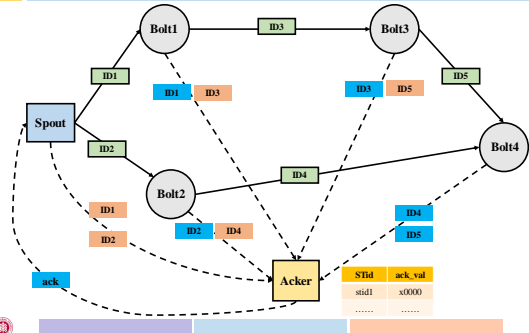 Bolt1
ID3
Bolt3
ID1
ID5
ID1 ID3
ID3 ID5
Spout
ID2
Bolt4
ID4
Bolt2
ID1
ID2 ID4
ID4
ID2
ID5
ack
Acker
STid ack_val
stid1 x0000
...... ......